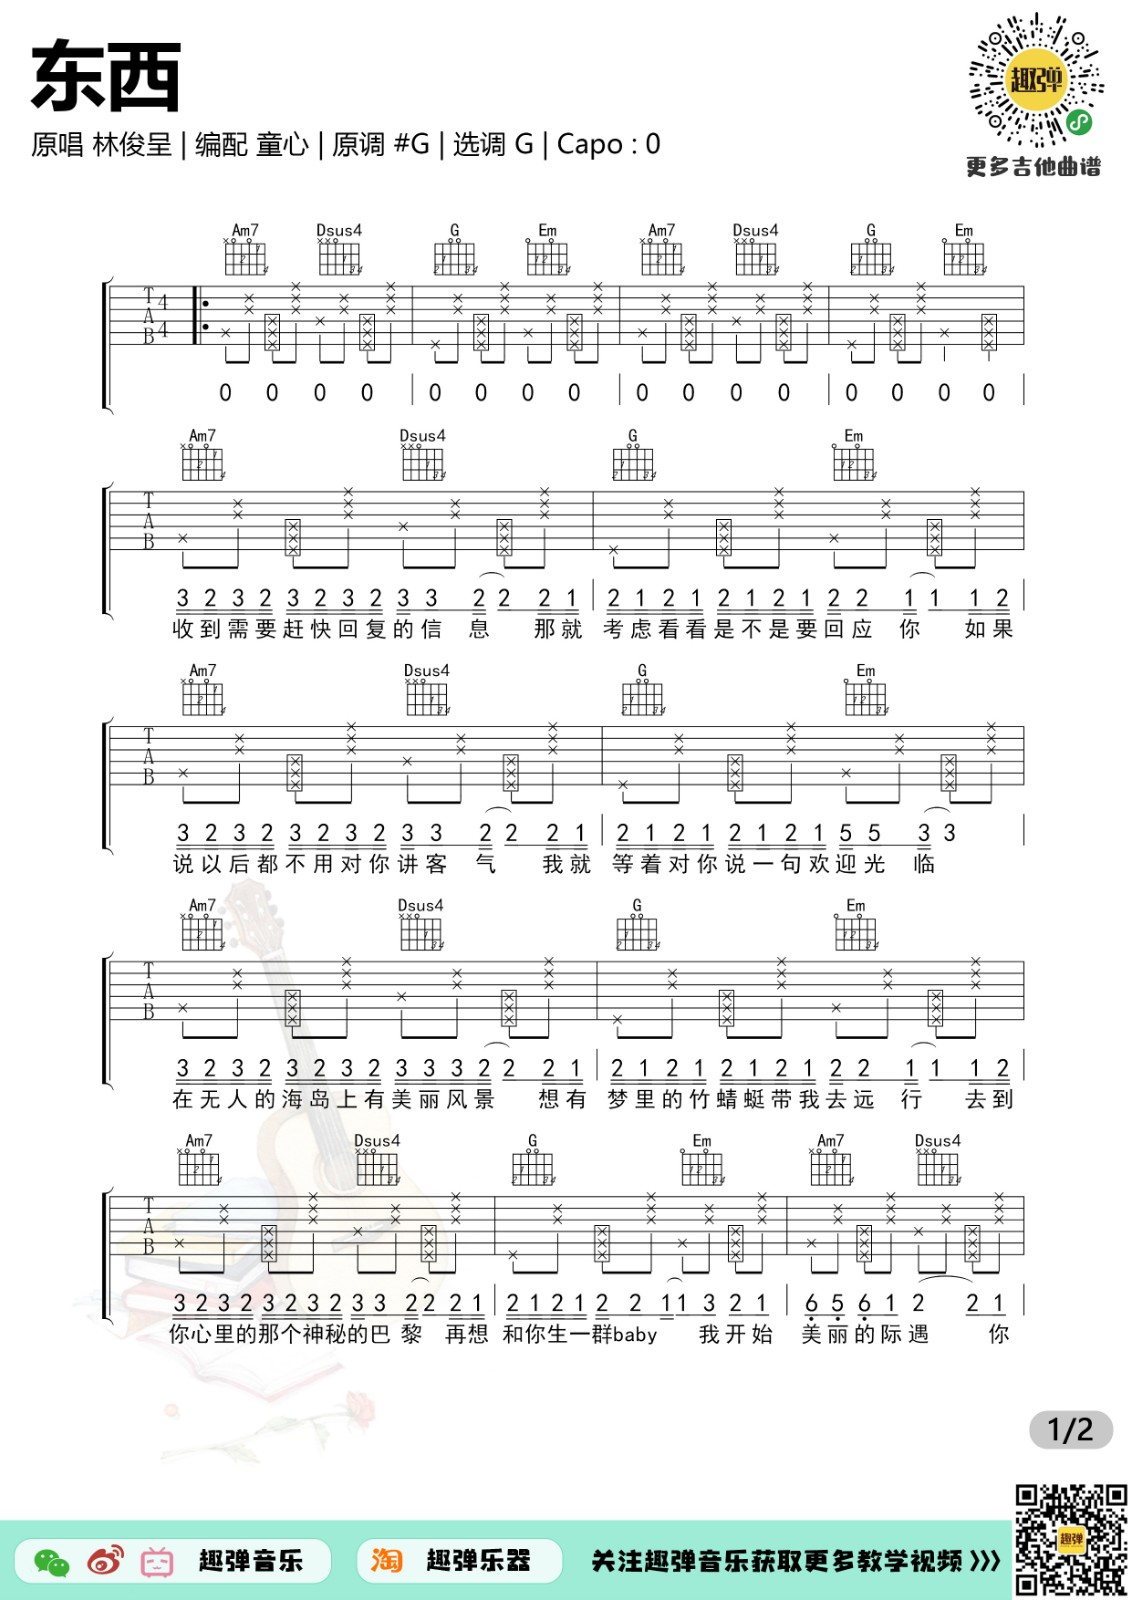 东西
原唱 林俊呈 | 编配 童心 | 原调 #G | 选调 G | Capo : 0
趣弹
更多吉他曲谱
Am7 Dsus4 G Em Am7 Dsus4 G Em
T 4
A
B 4
0 0 0 0 0 0 0 0 0 0 0 0 0 0 0 0
Am7 Dsus4 G Em
T
A
B
3 2 3 2 3 2 3 2 3 3 2 2 2 1 2 1 2 1 2 1 2 1 2 2 1 1 1 2
收到需要赶快回复的信 息 那就 考虑看看是不是要回应 你 如果
Am7 Dsus4 G Em
T
A
B
3 2 3 2 3 2 3 2 3 3 2 2 2 1 2 1 2 1 2 1 2 1 5 5 3 3
说以后都不用对你讲客 气 我就 等着对你说一句欢迎光 临
Am7 Dsus4 G Em
T
A
B
3 2 3 2 3 2 3 2 3 3 3 2 2 2 1 2 1 2 1 2 1 2 1 2 2 1 1 1 2
在无人的海岛上有美丽风景 想有 梦里的竹蜻蜓带我去远 行 去到
Am7 Dsus4 G Em Am7 Dsus4
T
A
B
3 2 3 2 3 2 3 2 3 3 2 2 2 1 2 1 2 1 2 2 1 1 3 2 1 6 5 6 1 2 2 1
你心里的那个神秘的巴 黎 再想 和你生一群baby 我开始 美丽的际遇 你
1/2
趣弹音乐 淘 趣弹乐器 关注趣弹音乐获取更多教学视频 》》
趣弹